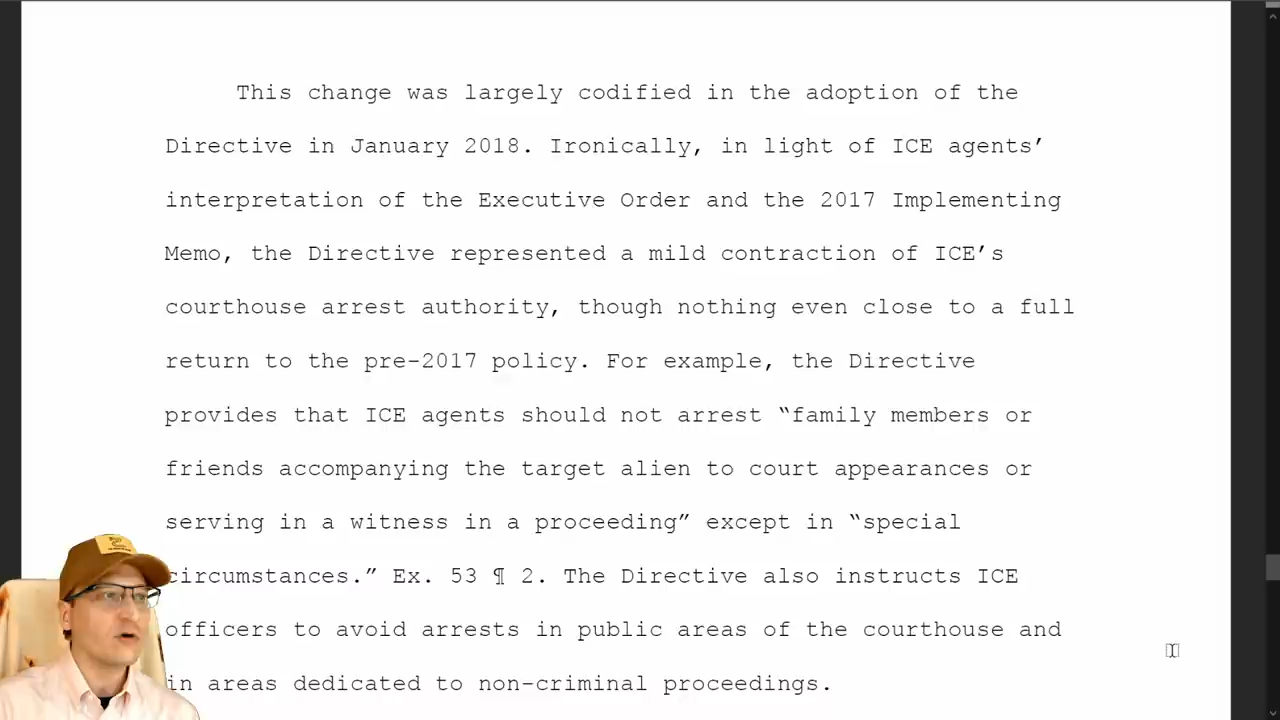 This change was largely codified in the adoption of the
Directive in January 2018. Ironically, in light of ICE agents’
interpretation of the Executive Order and the 2017 Implementing
Memo, the Directive represented a mild contraction of ICE’s
courthouse arrest authority, though nothing even close to a full
return to the pre-2017 policy. For example, the Directive
provides that ICE agents should not arrest “family members or
friends accompanying the target alien to court appearances or
serving in a witness in a proceeding” except in “special
circumstances.” Ex. 53 ¶ 2. The Directive also instructs ICE
officers to avoid arrests in public areas of the courthouse and
in areas dedicated to non-criminal proceedings.